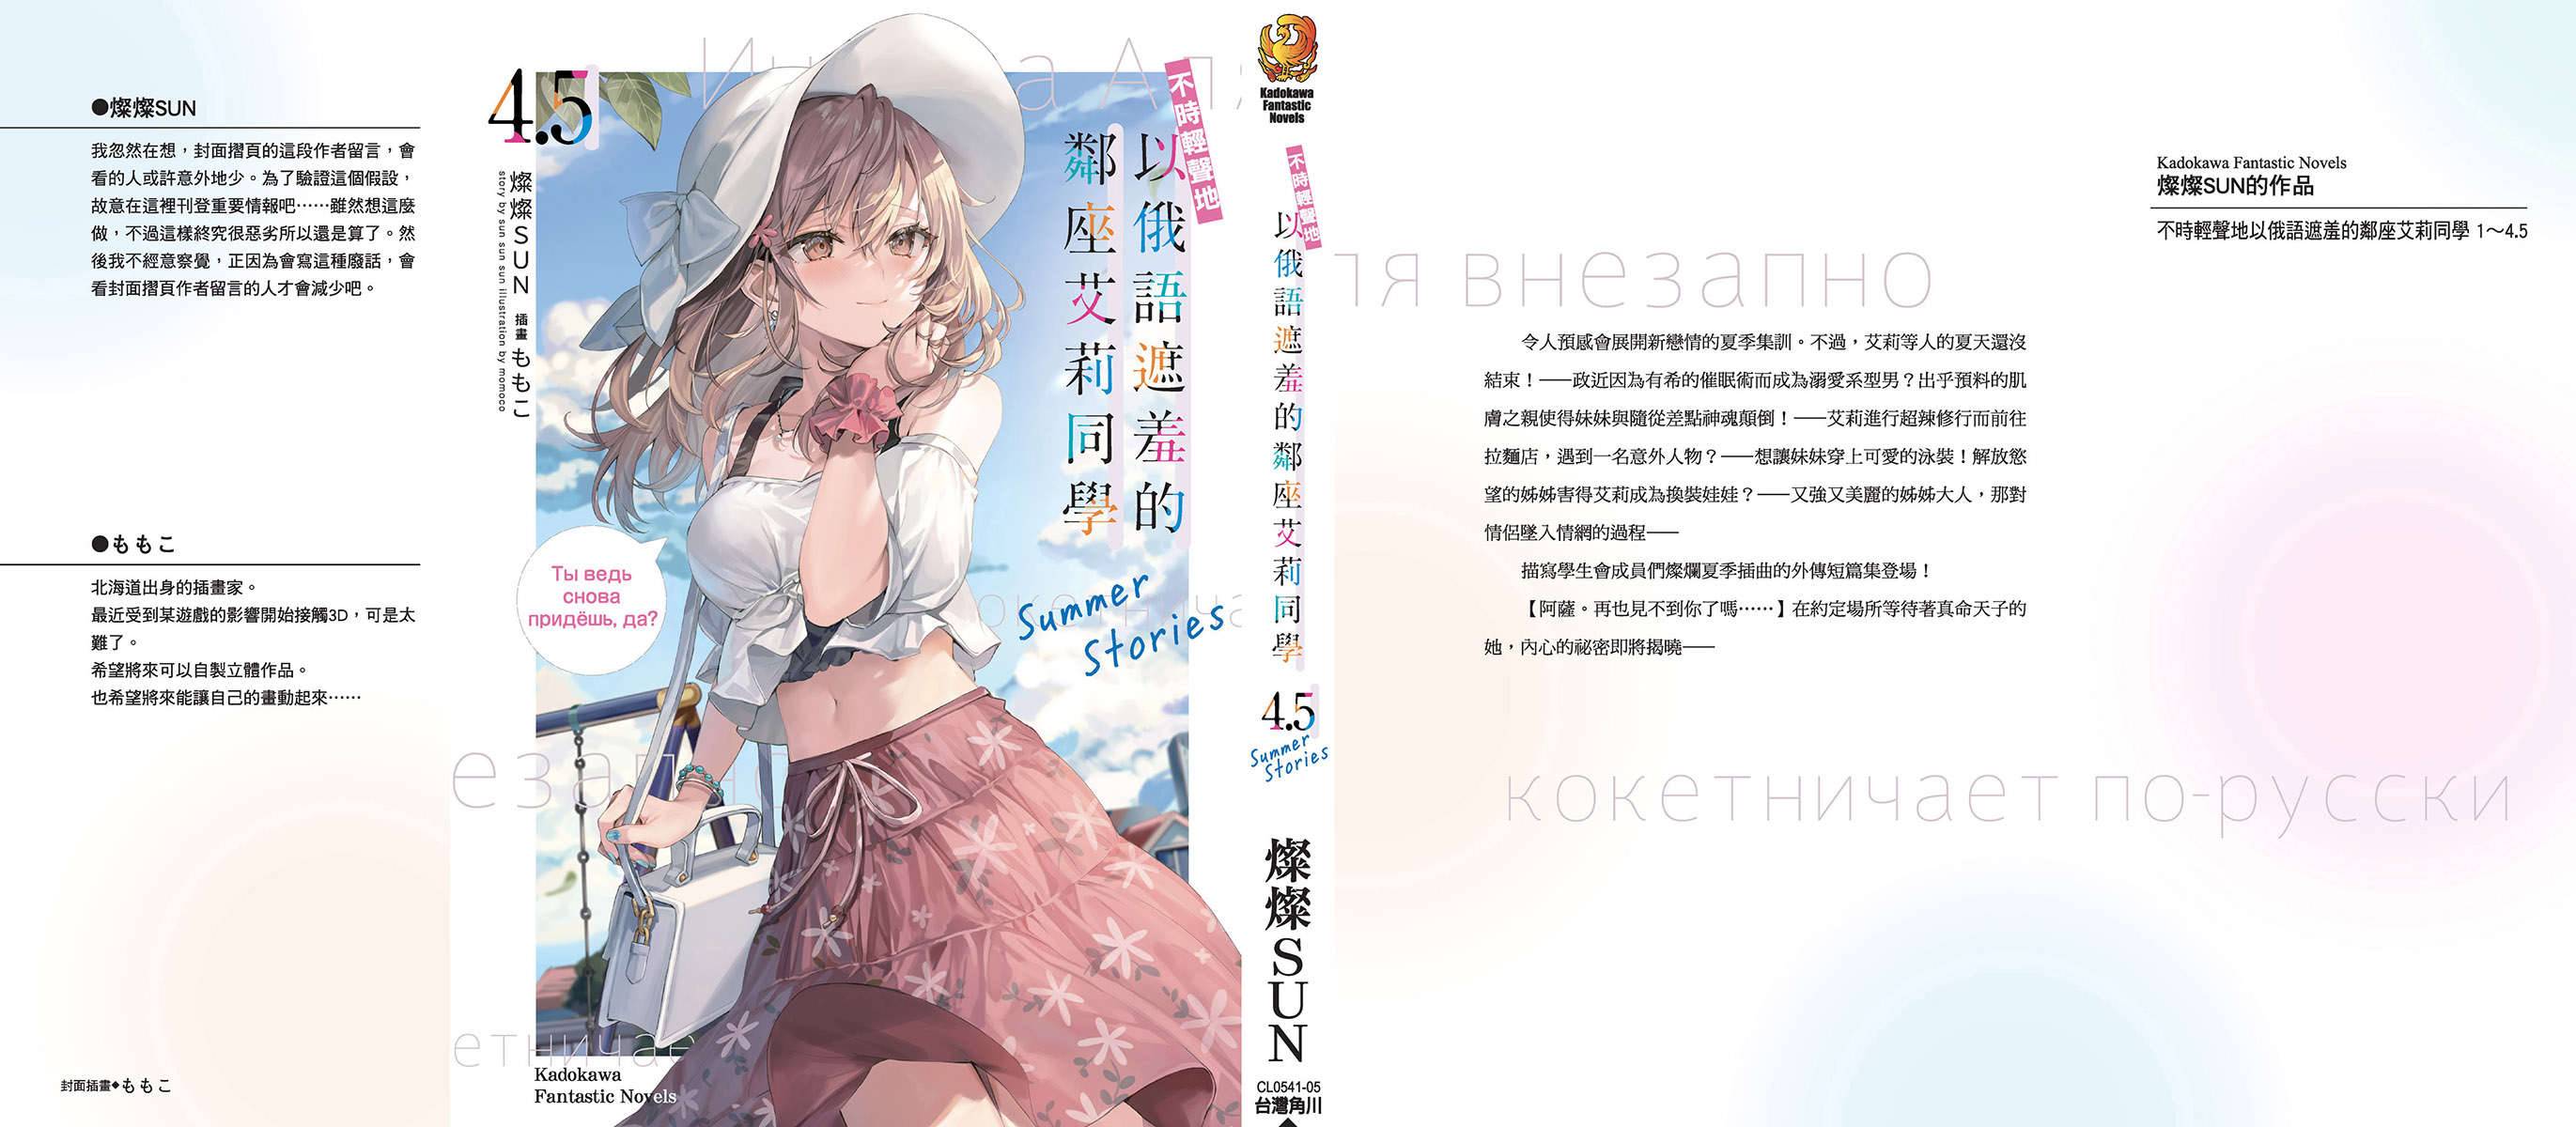 ●燦燦SUN
我忽然在想，封面摺頁的這段作者留言，會
看的人或許意外地少。為了驗證這個假設，
故意在這裡刊登重要情報吧……雖然想這麼
做，不過這樣終究很惡劣所以還是算了。然
後我不經意察覺，正因為會寫這種廢話，會
看封面摺頁作者留言的人才會減少吧。
●ももこ
北海道出身的插畫家。
最近受到某遊戲的影響開始接觸3D，可是太
難了。
希望將來可以自製立體作品。
也希望將來能讓自己的畫動起來……
封面插畫◆ももこ
4.5
燦燦SUN 插畫 ももこ
story by sun sun sun illustration by momoco
不時輕聲地
以俄語遮羞的
鄰座艾莉同學
Summer
Stories
Ты ведь
снова
придёшь, да?
езапно
етничае
Kadokawa
Fantastic Novels
Kadokawa
Fantastic
Novels
不時輕聲地
以俄語遮羞的鄰座艾莉同學
4.5
Summer
Stories
燦燦SUN
CL0541-05
台灣角川
ля внезапно
令人預感會展開新戀情的夏季集訓。不過，艾莉等人的夏天還沒
結束！——政近因為有希的催眠術而成為溺愛系型男？出乎預料的肌
膚之親使得妹妹與隨從差點神魂顛倒！——艾莉進行超辣修行而前往
拉麵店，遇到一名意外人物？——想讓妹妹穿上可愛的泳裝！解放慾
望的姊姊害得艾莉成為換裝娃娃？——又強又美麗的姊姊大人，那對
情侶墜入情網的過程——
描寫學生會成員們燦爛夏季插曲的外傳短篇集登場！
【阿薩。再也見不到你了嗎……】在約定場所等待著真命天子的
她，內心的祕密即將揭曉——
кокетничает по-русски
Kadokawa Fantastic Novels
燦燦SUN的作品
不時輕聲地以俄語遮羞的鄰座艾莉同學 1～4.5